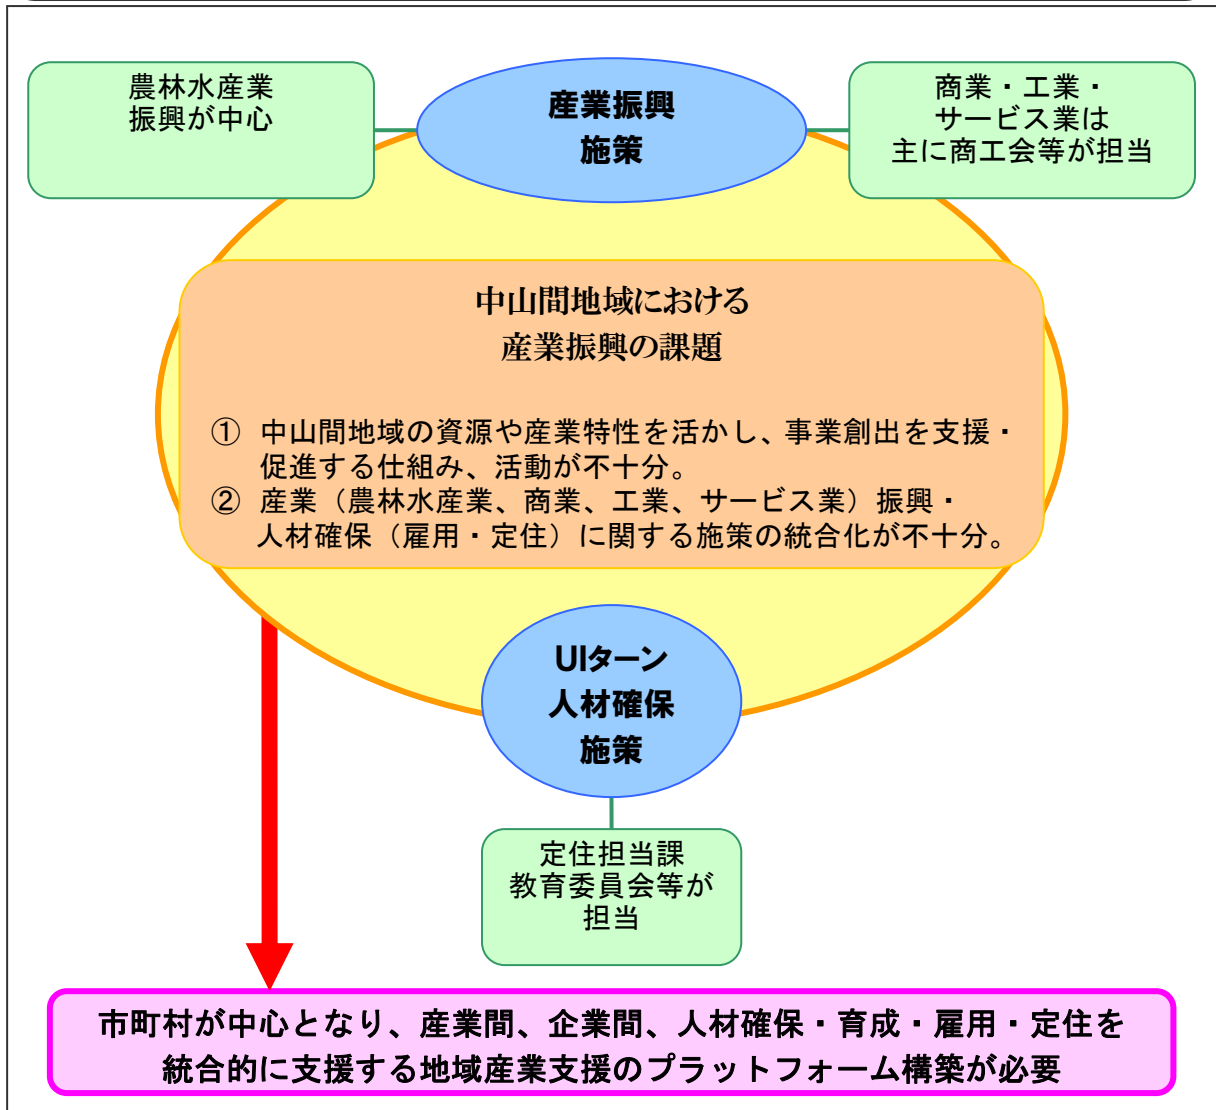 農林水産業
振興が中心
産業振興
施策
商業・工業・
サービス業は
主に商工会等が担当
中山間地域における
産業振興の課題
① 中山間地域の資源や産業特性を活かし、事業創出を支援・
促進する仕組み、活動が不十分。
② 産業（農林水産業、商業、工業、サービス業）振興・
人材確保（雇用・定住）に関する施策の統合化が不十分。
UIターン
人材確保
施策
定住担当課
教育委員会等が
担当
市町村が中心となり、産業間、企業間、人材確保・育成・雇用・定住を
統合的に支援する地域産業支援のプラットフォーム構築が必要